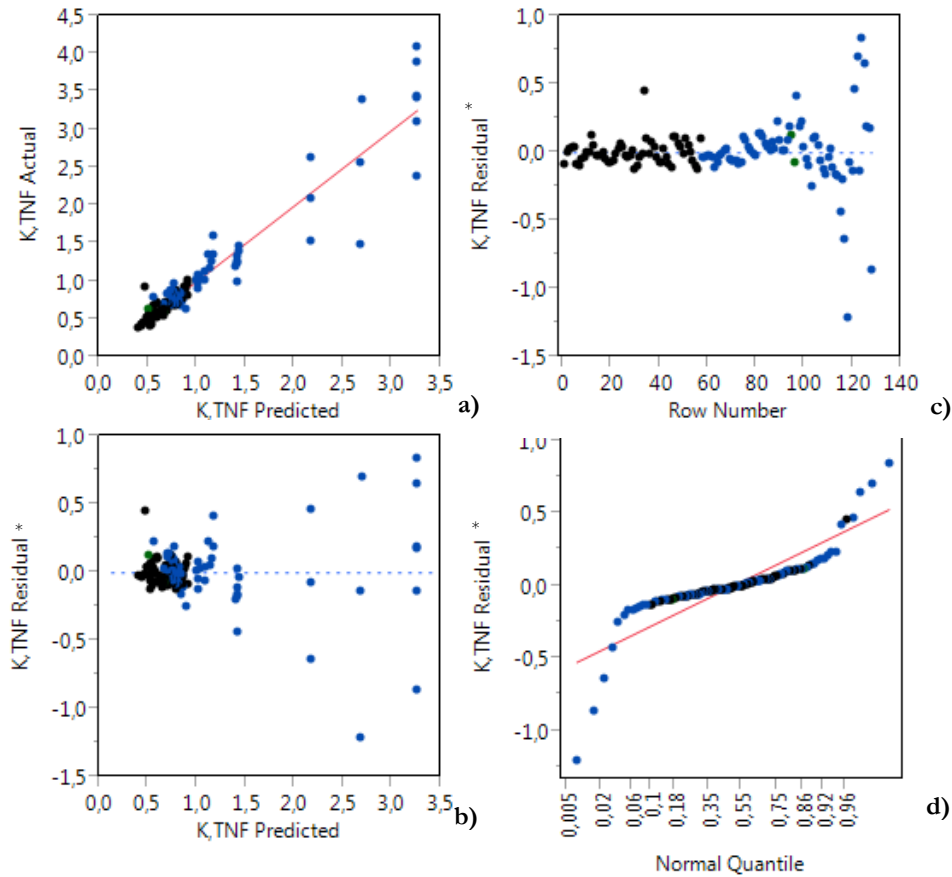 4,5
4,0
3,5
3,0
2,5
2,0
1,5
1,0
0,5
0,0
K,TNF Actual
0,0 0,5 1,0 1,5 2,0 2,5 3,0 3,5
K,TNF Predicted
a)
1,0
0,5
0,0
-0,5
-1,0
-1,5
K,TNF Residual *
0 20 40 60 80 100 120 140
Row Number
c)
1,0
0,5
0,0
-0,5
-1,0
-1,5
K,TNF Residual *
0,0 0,5 1,0 1,5 2,0 2,5 3,0 3,5
K,TNF Predicted
b)
1,0
0,5
0,0
-0,5
-1,0
K,TNF Residual *
0,005 0,02 0,06 0,1 0,18 0,35 0,55 0,75 0,86 0,92 0,96
Normal Quantile
d)